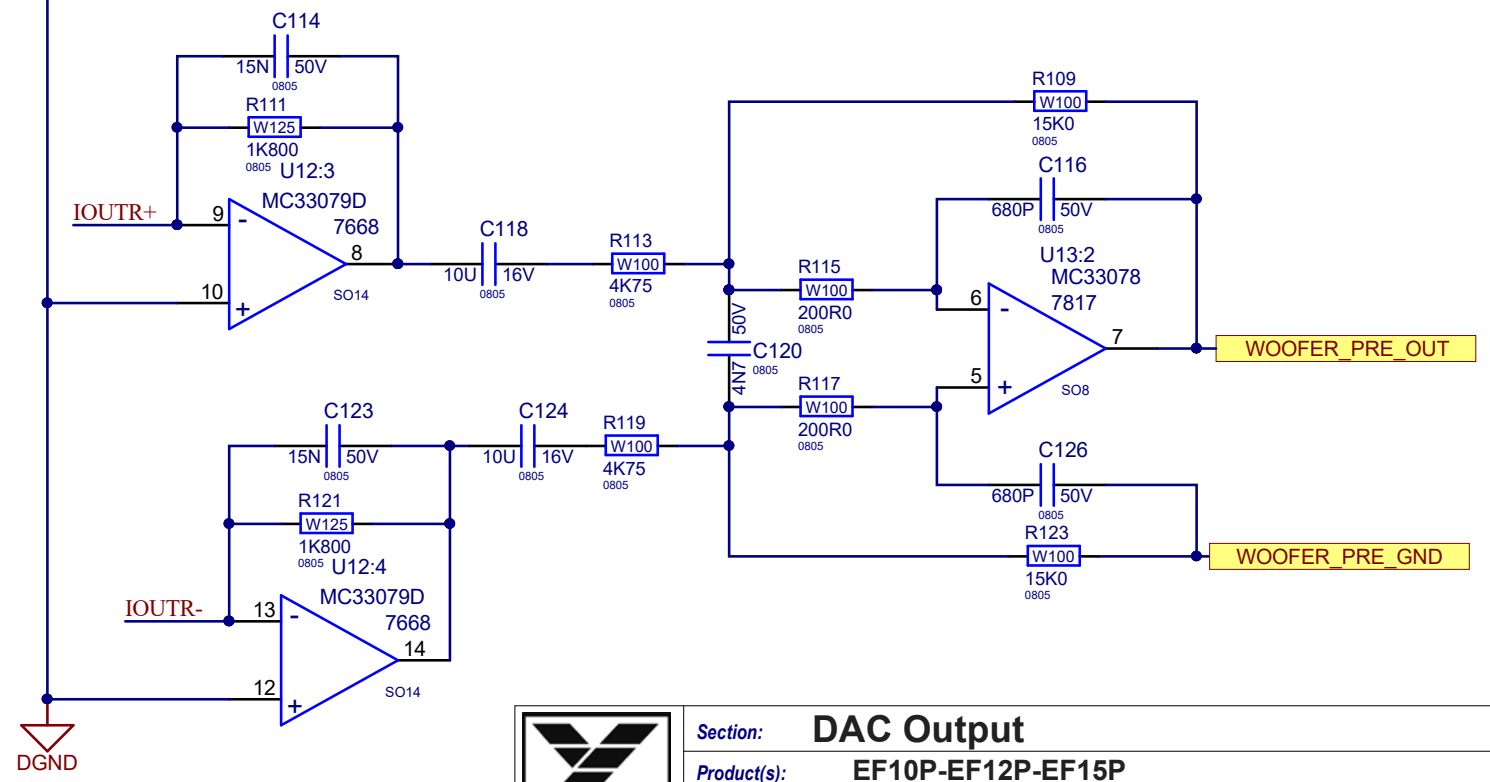 C114
15N 50V
0805
R111
W125
1K800
0805 U12:3
MC33079D
7668
IOUTR+
9
-
8
10
+
SO14
C118
10U 16V
0805
R113
W100
4K75
0805
R109
W100
15K0
0805
C116
680P 50V
0805
U13:2
MC33078
7817
R115
W100
200R0
0805
6
-
7
5
+
SO8
WOOFER_PRE_OUT
50V
C120
0805
4N7
R117
W100
200R0
0805
C123
15N 50V
0805
R121
W125
1K800
0805 U12:4
MC33079D
7668
IOUTR-
13
-
14
12
+
SO14
C124
10U 16V
0805
R119
W100
4K75
0805
C126
680P 50V
0805
R123
W100
15K0
0805
WOOFER_PRE_GND
DGND
Section: DAC Output
Product(s): EF10P-EF12P-EF15P